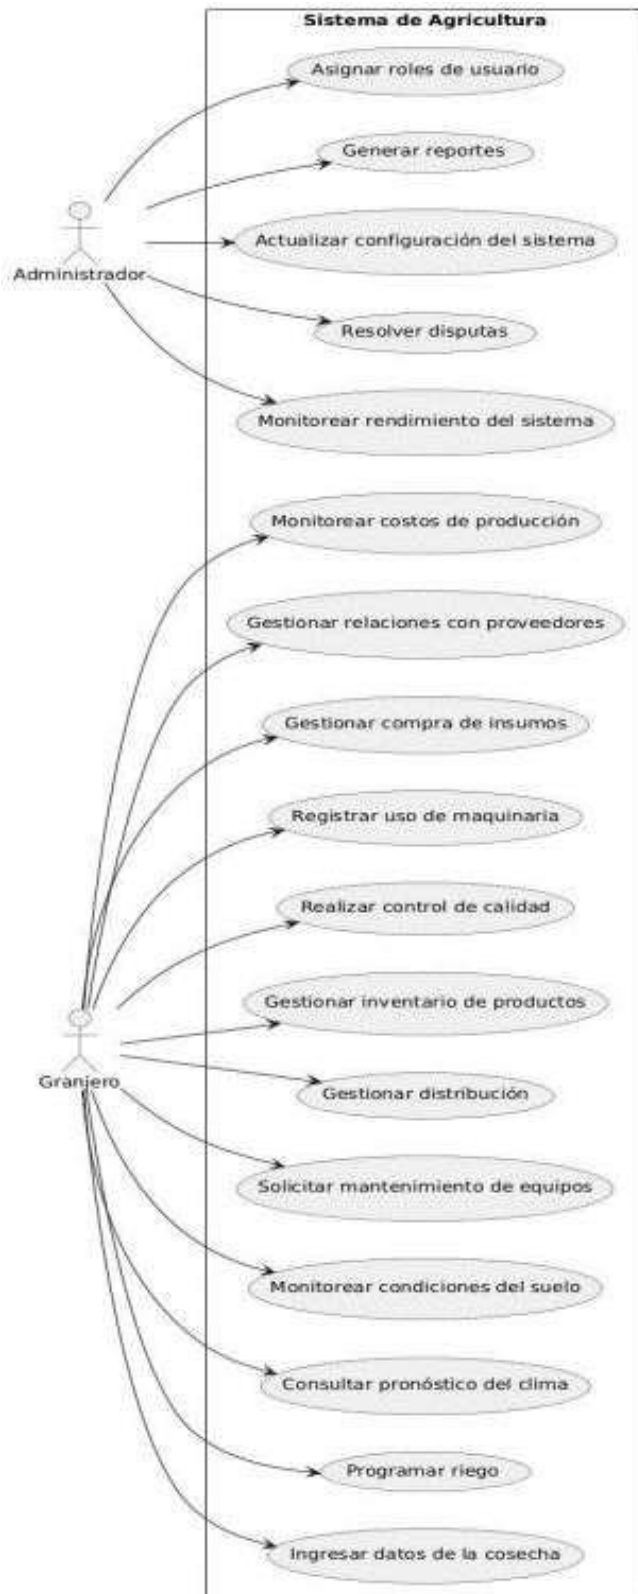 Sistema de Agricultura
Asignar roles de usuario
Generar reportes
Actualizar configuración del sistema
Administrador
Resolver disputas
Monitorear rendimiento del sistema
Monitorear costos de producción
Gestionar relaciones con proveedores
Gestionar compra de insumos
Registrar uso de maquinaria
Realizar control de calidad
Gestionar inventario de productos
Granjero
Gestionar distribución
Solicitar mantenimiento de equipos
Monitorear condiciones del suelo
Consultar pronóstico del clima
Programar riego
Ingresar datos de la cosecha